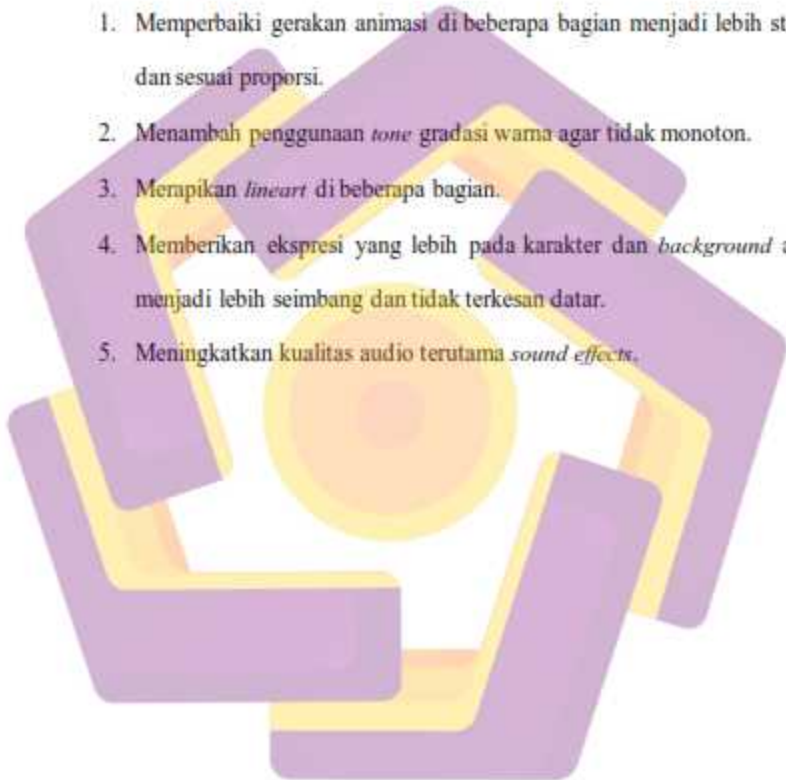 1. Memperbaiki gerakan animasi di beberapa bagian menjadi lebih
dan sesuai proporsi.
2. Menambah penggunaan tone gradasi warna agar tidak monoton.
3. Merapikan lineart di beberapa bagian.
4. Memberikan ekspresi yang lebih pada karakter dan background
menjadi lebih seimbang dan tidak terkesan datar.
5. Meningkatkan kualitas audio terutama sound effects.